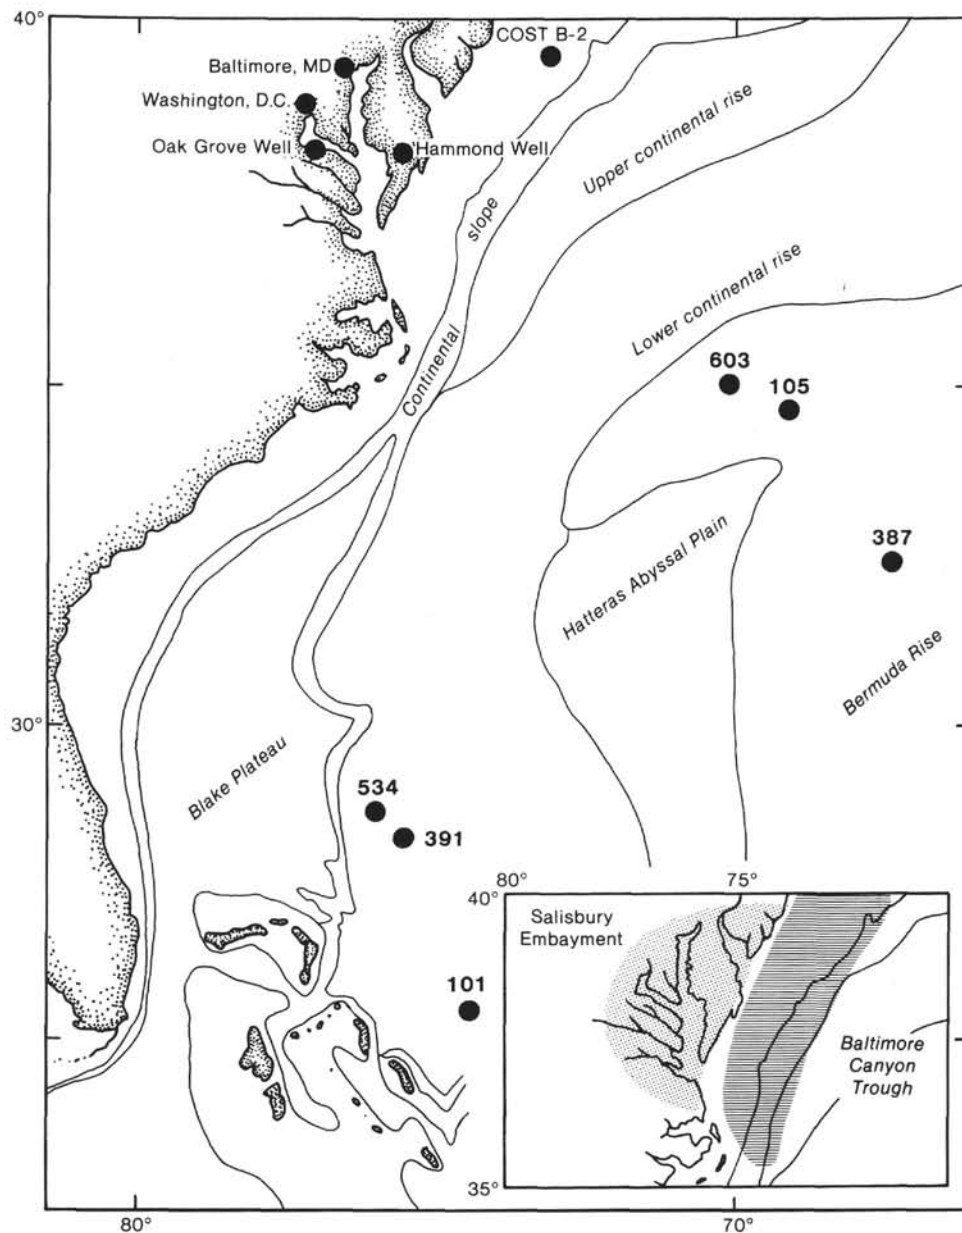 40°
COST B-2
Baltimore, MD
Washington, D.C.
Oak Grove Well
Hammond Well
Upper continental rise
slope
Lower continental rise
Continental
603
105
387
Hatteras Abyssal Plain
Bermuda Rise
30°
Blake Plateau
534
391
101
80°
75°
40°
Salisbury
Embayment
Baltimore
Canyon
Trough
35°
80°
70°